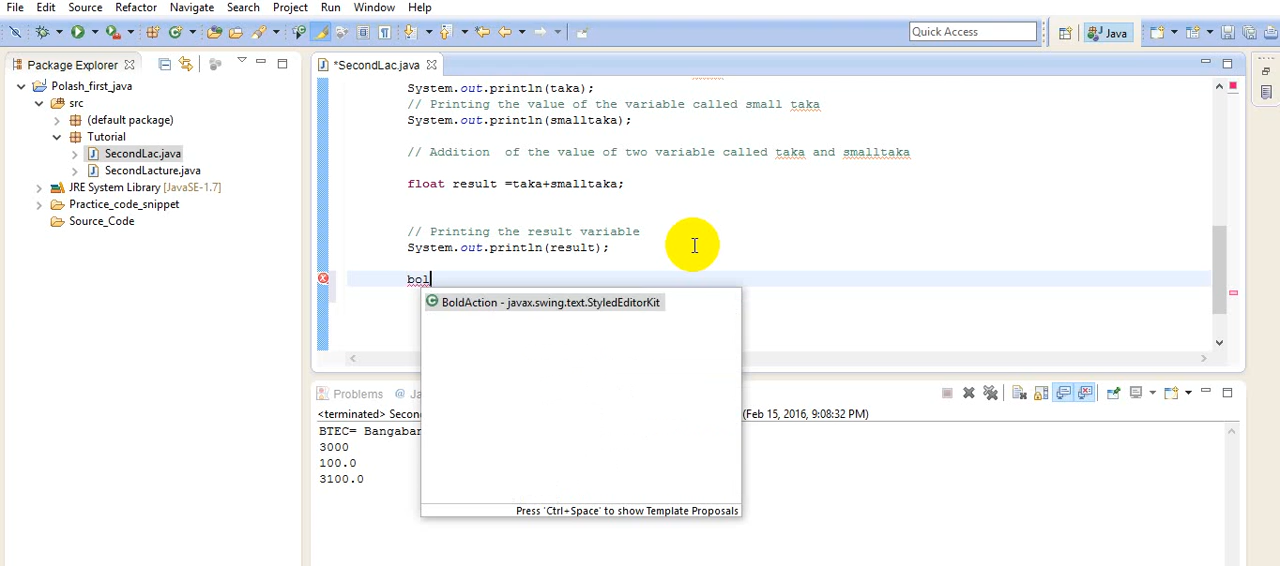 File Edit Source Refactor Navigate Search Project Run Window Help
Quick Access
Java
Package Explorer
*SecondLac.java
Polash_first_java
src
(default package)
Tutorial
SecondLac.java
SecondLacture.java
JRE System Library [JavaSE-1.7]
Practice_code_snippet
Source_Code
System.out.println(taka);
// Printing the value of the variable called small taka
System.out.println(smalltaka);
// Addition  of the value of two variable called taka and smalltaka
float result =taka+smalltaka;
// Printing the result variable
System.out.println(result);
bol
BoldAction - javax.swing.text.StyledEditorKit
Press 'Ctrl+Space' to show Template Proposals
Problems @
<terminated> Secon
(Feb 15, 2016, 9:08:32 PM)
BTEC= Bangabar
3000
100.0
3100.0